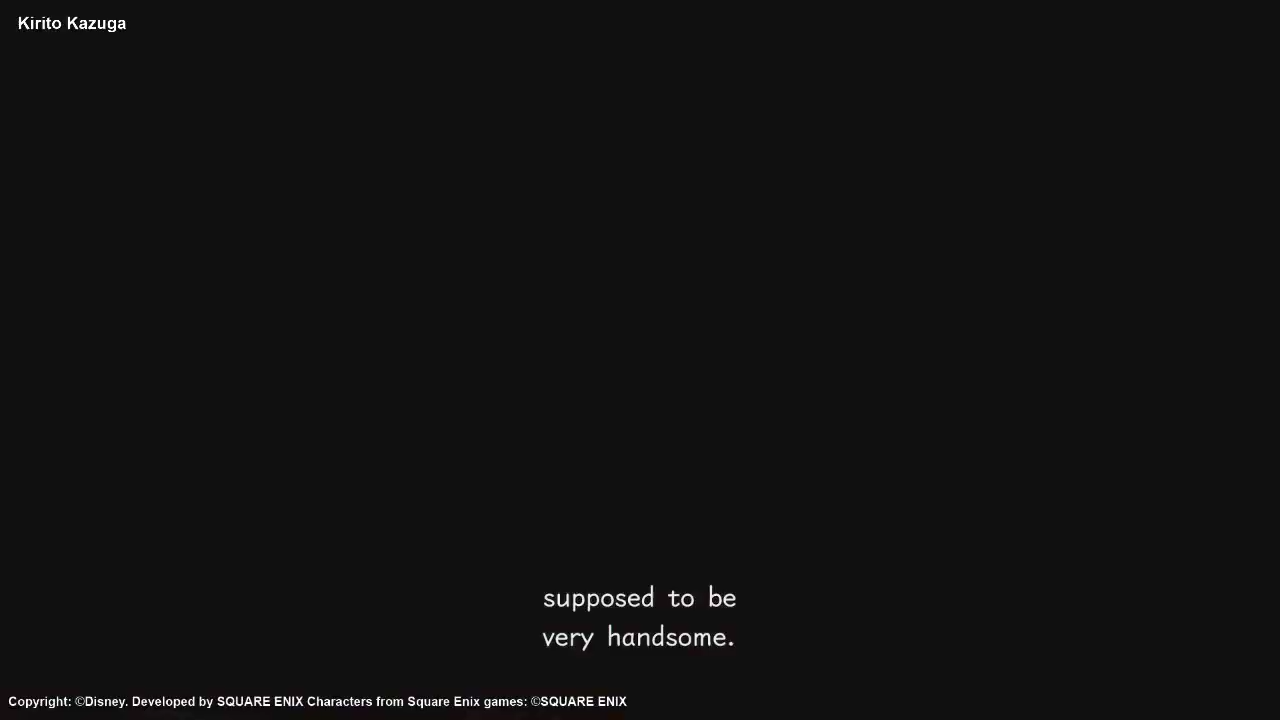 Kirito Kazuga
supposed to be
very handsome.
Copyright: ©Disney. Developed by SQUARE ENIX Characters from Square Enix games: ©SQUARE ENIX